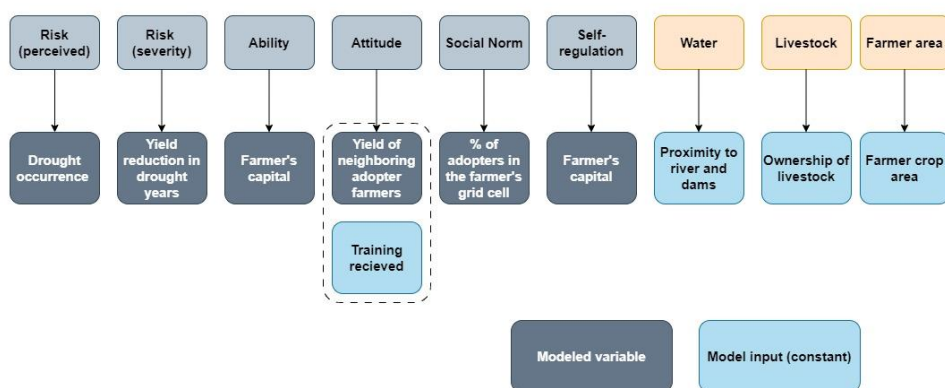 Risk
(perceived)
Risk
(severity)
Ability
Attitude
Social Norm
Self-
regulation
Water
Livestock
Farmer area
Drought
occurrence
Yield
reduction in
drought
years
Farmer's
capital
Yield of
neighboring
adopter
farmers
% of
adopters in
the farmer's
grid cell
Farmer's
capital
Proximity to
river and
dams
Ownership of
livestock
Farmer crop
area
Training
recieved
Modeled variable
Model input (constant)